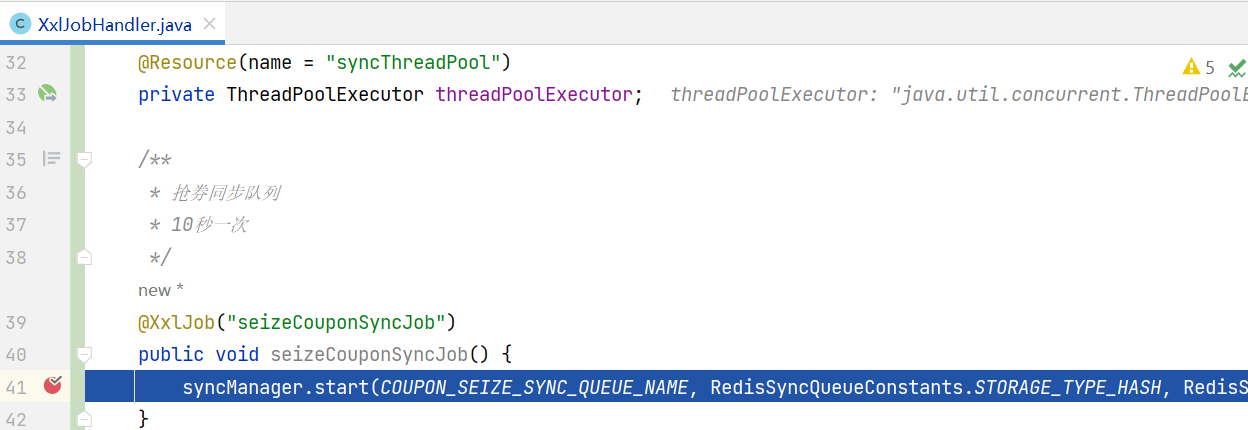 XxlJobHandler.java
5
32 @Resource(name = "syncThreadPool")
33 private ThreadPoolExecutor threadPoolExecutor; threadPoolExecutor: "java.util.concurrent.ThreadPoolE
34
35 /**
36 * 抢券同步队列
37 * 10秒一次
38 */
new *
39 @XxlJob("seizeCouponSyncJob")
40 public void seizeCouponSyncJob() {
41 syncManager.start(COUPON_SEIZE_SYNC_QUEUE_NAME, RedisSyncQueueConstants.STORAGE_TYPE_HASH, RedisS
42 }